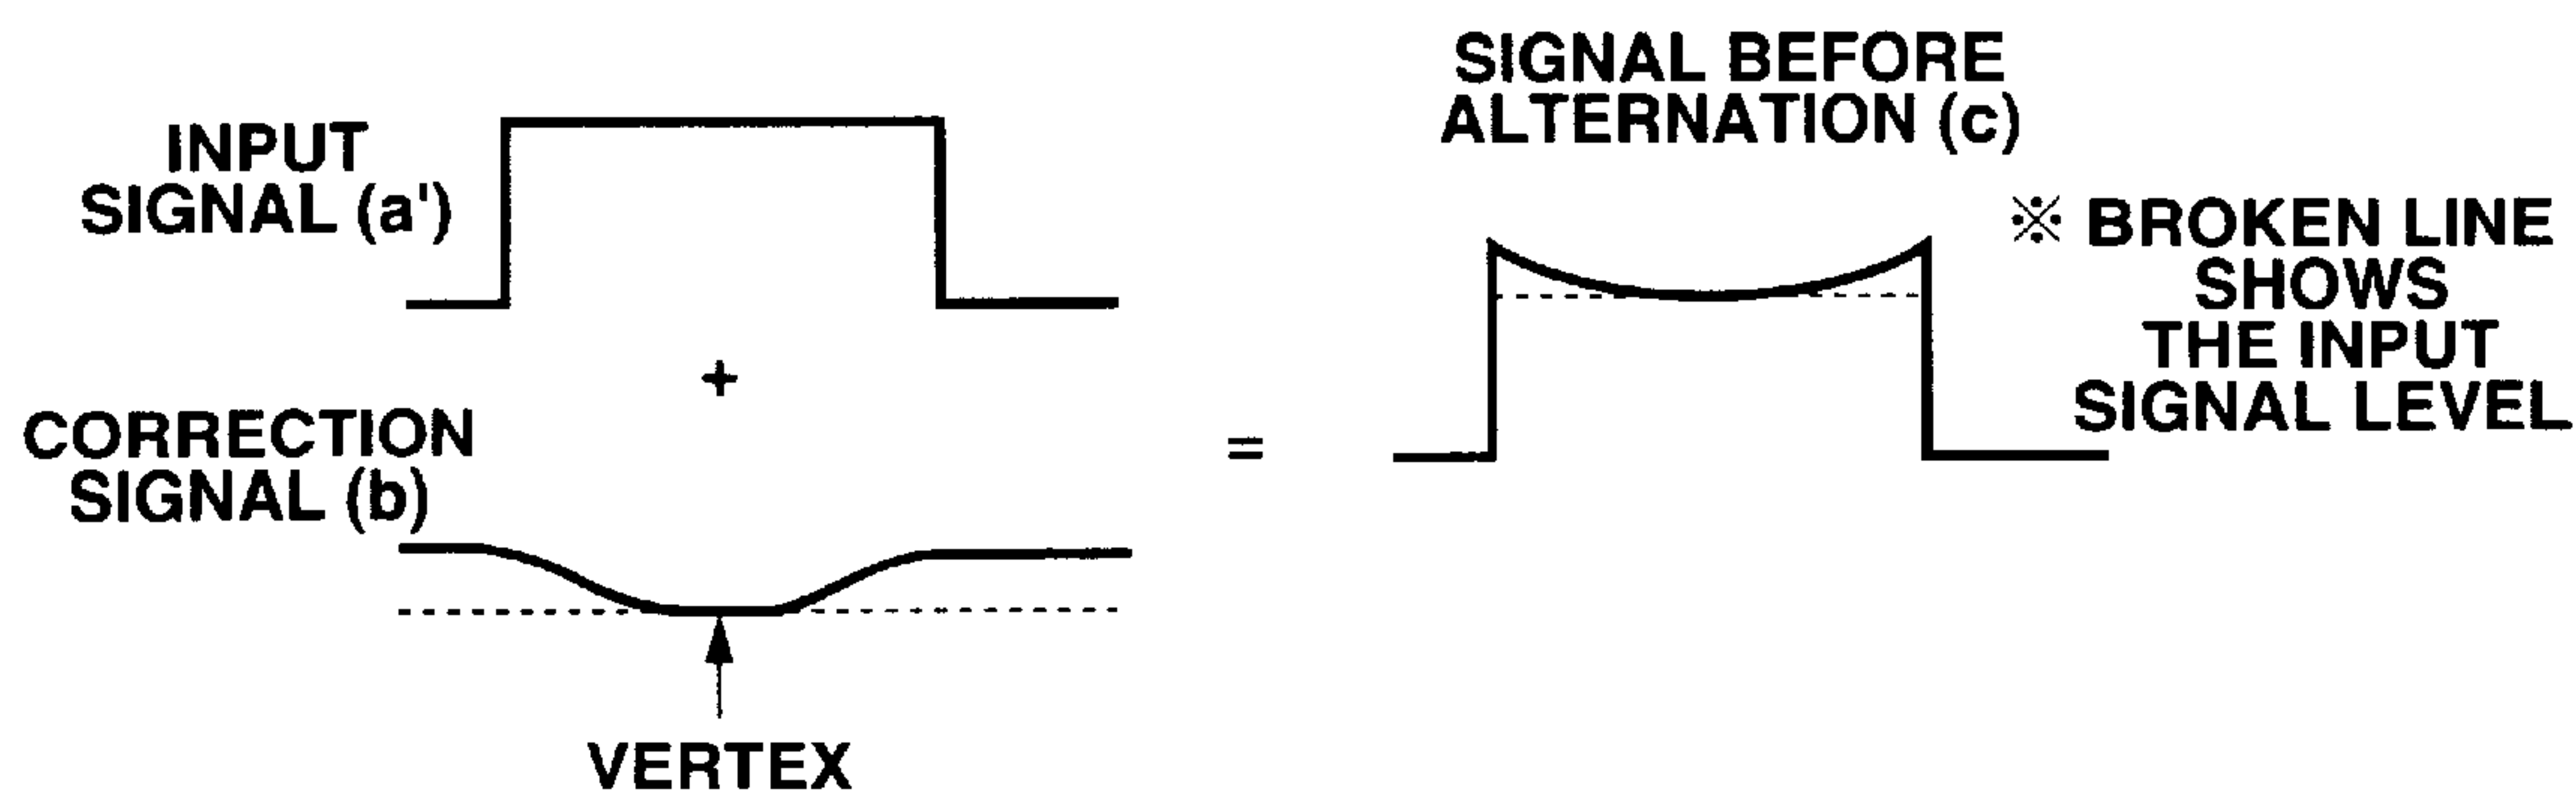 INPUT
SIGNAL (a')
+
CORRECTION
SIGNAL (b)
VERTEX
=
SIGNAL BEFORE
ALTERNATION (c)
※ BROKEN LINE
SHOWS
THE INPUT
SIGNAL LEVEL